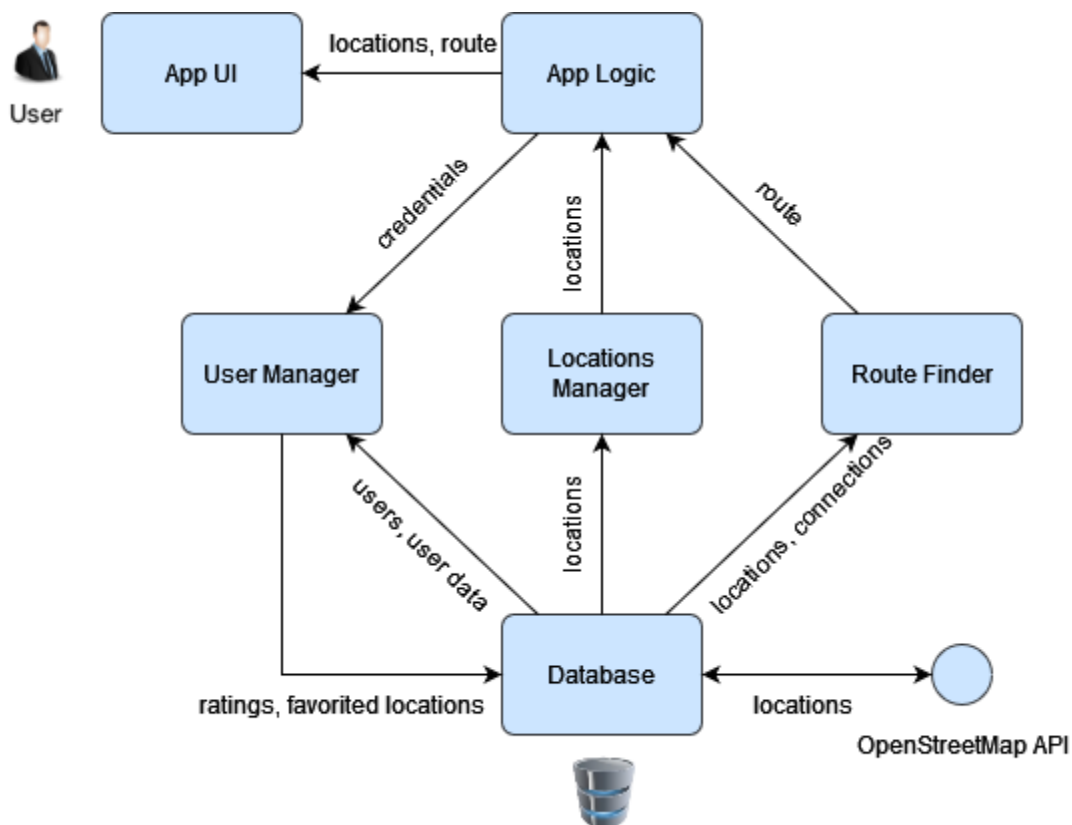 locations, route
App UI
App Logic
User
credentials
locations
route
User Manager
Locations
Manager
Route Finder
users, user data
locations
locations, connections
Database
ratings, favorited locations
locations
OpenStreetMap API